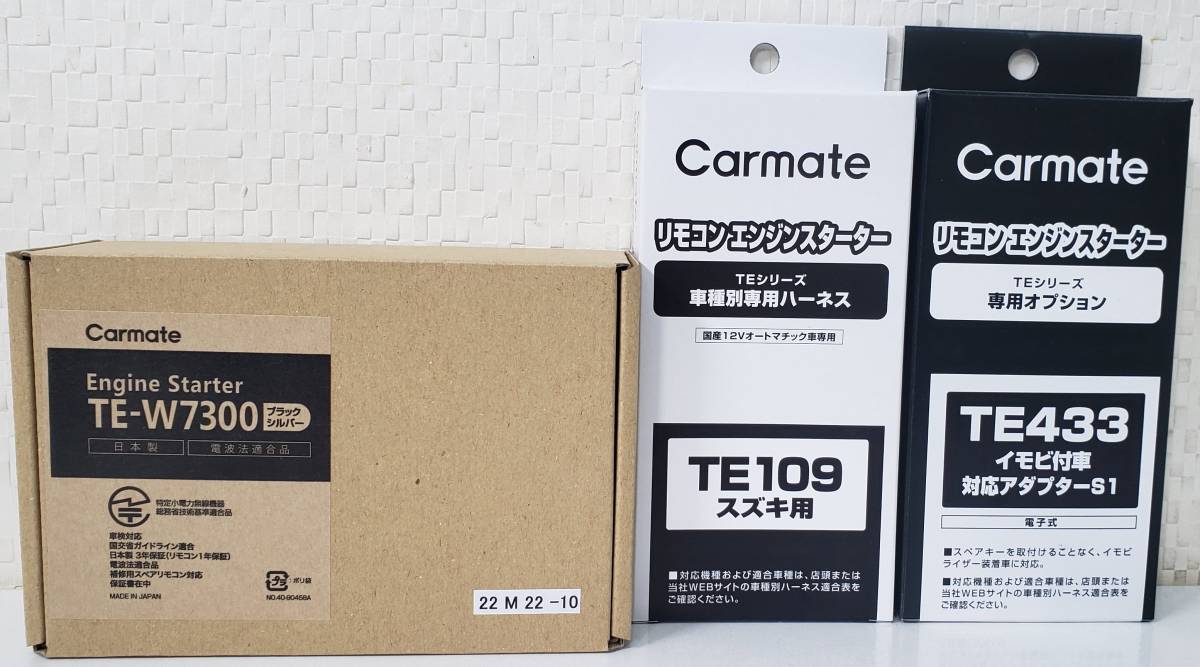 Carmate
Engine Starter
TE-W7300 ブラック シルバー
日本製 電波法適合品
特定小電力無線機器
総務省技術基準適合品
車検対応
国交省ガイドライン適合
日本製 3年保証(リモコン1年保証)
電波法適合品
補修用スペアリモコン対応
保証書在中
MADE IN JAPAN
プラ :ポリ袋
NO.40-90458A
22 M 22 -10
Carmate
リモコン エンジンスターター
TEシリーズ
車種別専用ハーネス
国産12Vオートマチック車専用
TE109
スズキ用
■対応機種および適合車種は、店頭または
当社WEBサイトの車種別ハーネス適合表を
ご確認ください。
Carmate
リモコン エンジンスターター
TEシリーズ
専用オプション
TE433
イモビ付車
対応アダプターS1
電子式
■スペアキーを取付けることなく、イモビ
ライザー装着車に対応。
■対応機種および適合車種は、店頭または
当社WEBサイトの車種別ハーネス適合表を
ご確認ください。